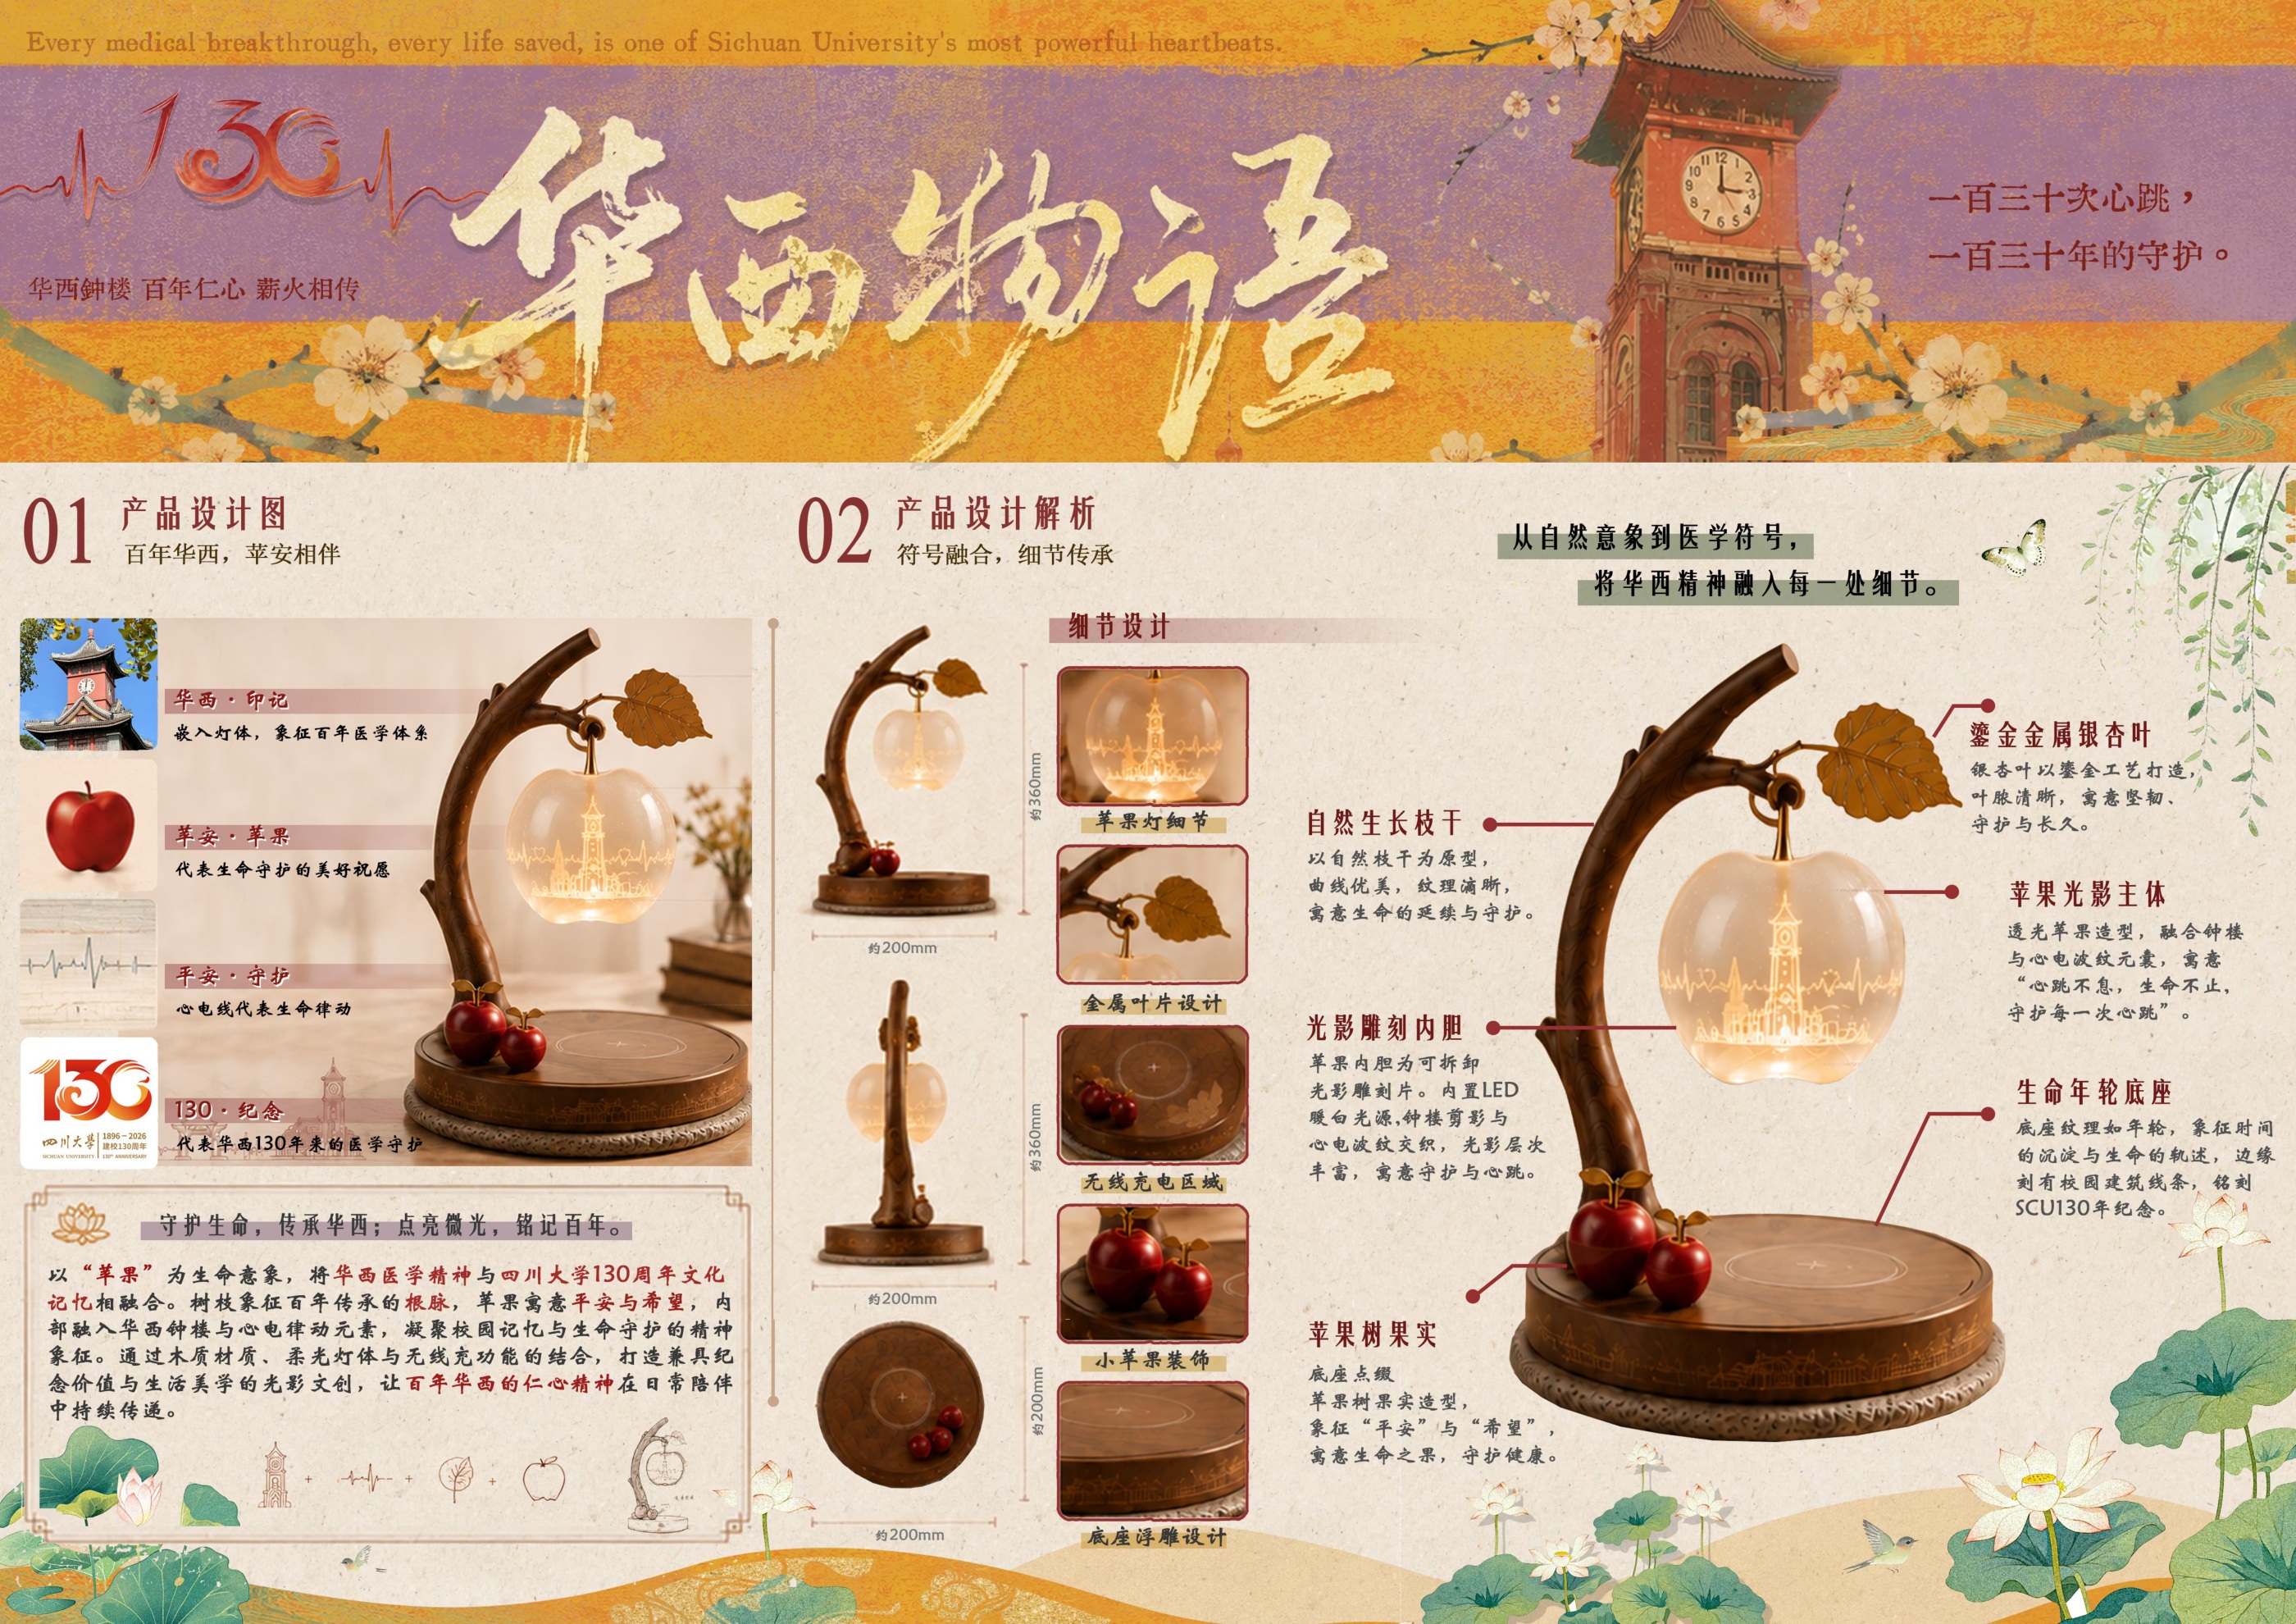 Every medical breakthrough, every life saved, is one of Sichuan University's most powerful heartbeats.
130
华西物语
华西鈡楼 百年仁心 薪火相传
一百三十次心跳，
一百三十年的守护。
01
产品设计图
百年华西，苹安相伴
华西·印记
嵌入灯体，象征百年医学体系
苹安·苹果
代表生命守护的美好祝愿
平安·守护
心电线代表生命律动
130
四川大学
SICHUAN UNIVERSITY
1896-2026
建校130周年
130th ANNIVERSARY
130·纪念
代表华西130年来的医学守护
守护生命，传承华西；点亮微光，铭记百年。
以“苹果”为生命意象，将华西医学精神与四川大学130周年文化
记忆相融合。树枝象征百年传承的根脉，苹果寓意平安与希望，内
部融入华西钟楼与心电律动元素，凝聚校园记忆与生命守护的精神
象征。通过木质材质、柔光灯体与无线充功能的结合，打造兼具纪
念价值与生活美学的光影文创，让百年华西的仁心精神在日常陪伴
中持续传递。
+ + +
02
产品设计解析
符号融合，细节传承
约360mm
约200mm
约360mm
约200mm
约200mm
约200mm
细节设计
苹果灯细节
金属叶片设计
无线充电区域
小苹果装饰
底座浮雕设计
从自然意象到医学符号，
将华西精神融入每一处细节。
鎏金金属银杏叶
银杏叶以鎏金工艺打造，
叶脉清晰，寓意坚韧、
守护与长久。
自然生长枝干
以自然枝干为原型，
曲线优美，纹理清晰，
寓意生命的延续与守护。
苹果光影主体
透光苹果造型，融合钟楼
与心电波纹元素，寓意
“心跳不息，生命不止，
守护每一次心跳”。
光影雕刻内胆
苹果内胆为可拆卸
光影雕刻片。内置LED
暖白光源,钟楼剪影与
心电波纹交织，光影层次
丰富，寓意守护与心跳。
生命年轮底座
底座纹理如年轮，象征时间
的沉淀与生命的轨述，边缘
刻有校园建筑线条，铭刻
SCU130年纪念。
苹果树果实
底座点缀
苹果树果实造型，
象征“平安”与“希望”，
寓意生命之果，守护健康。